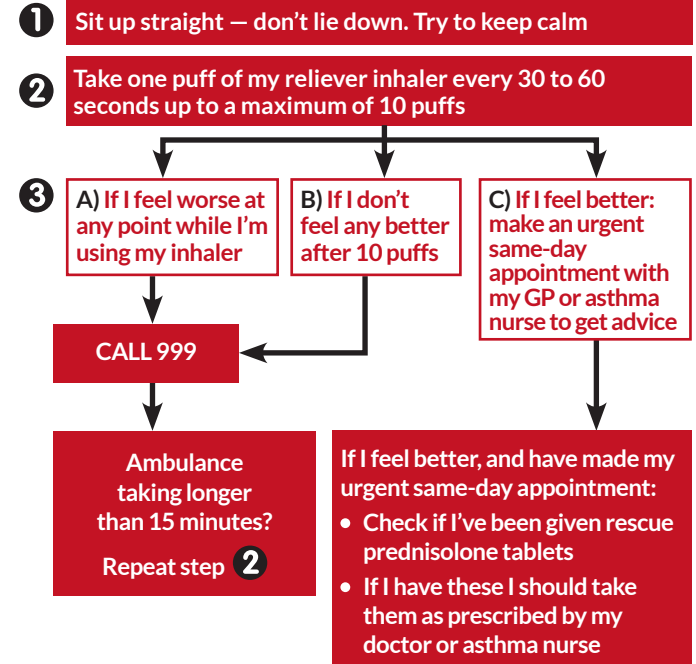 1 Sit up straight — don't lie down. Try to keep calm
2 Take one puff of my reliever inhaler every 30 to 60
seconds up to a maximum of 10 puffs
3
A) If I feel worse at
any point while I'm
using my inhaler
B) If I don't
feel any better
after 10 puffs
C) If I feel better:
make an urgent
same-day
appointment with
my GP or asthma
nurse to get advice
CALL 999
Ambulance
taking longer
than 15 minutes?
Repeat step 2
If I feel better, and have made my
urgent same-day appointment:
• Check if I've been given rescue
prednisolone tablets
• If I have these I should take
them as prescribed by my
doctor or asthma nurse